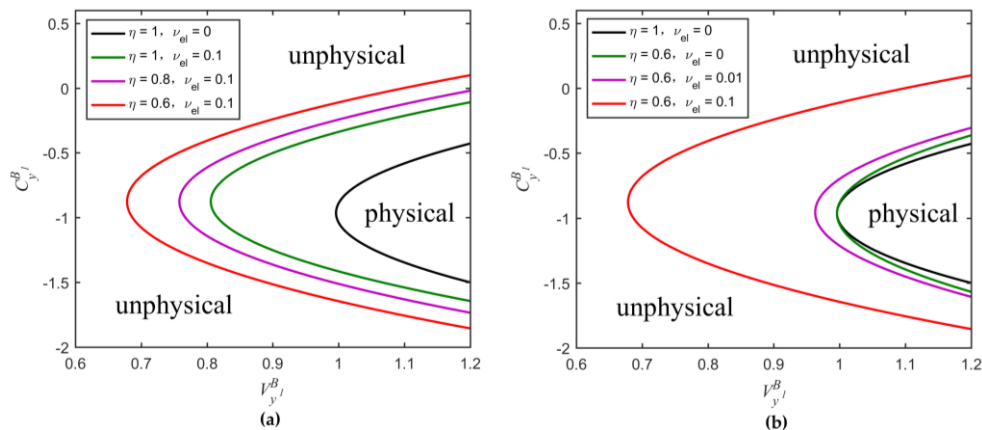 η = 1, ν_el = 0
η = 1, ν_el = 0.1
η = 0.8, ν_el = 0.1
η = 0.6, ν_el = 0.1
unphysical
physical
unphysical
0.5
0
-0.5
-1
-1.5
-2
C_{y^l}^B
0.6 0.7 0.8 0.9 1 1.1 1.2
V_{y^l}^B
(a)
η = 1, ν_el = 0
η = 0.6, ν_el = 0
η = 0.6, ν_el = 0.01
η = 0.6, ν_el = 0.1
unphysical
physical
unphysical
0.5
0
-0.5
-1
-1.5
-2
C_{y^l}^B
0.6 0.7 0.8 0.9 1 1.1 1.2
V_{y^l}^B
(b)